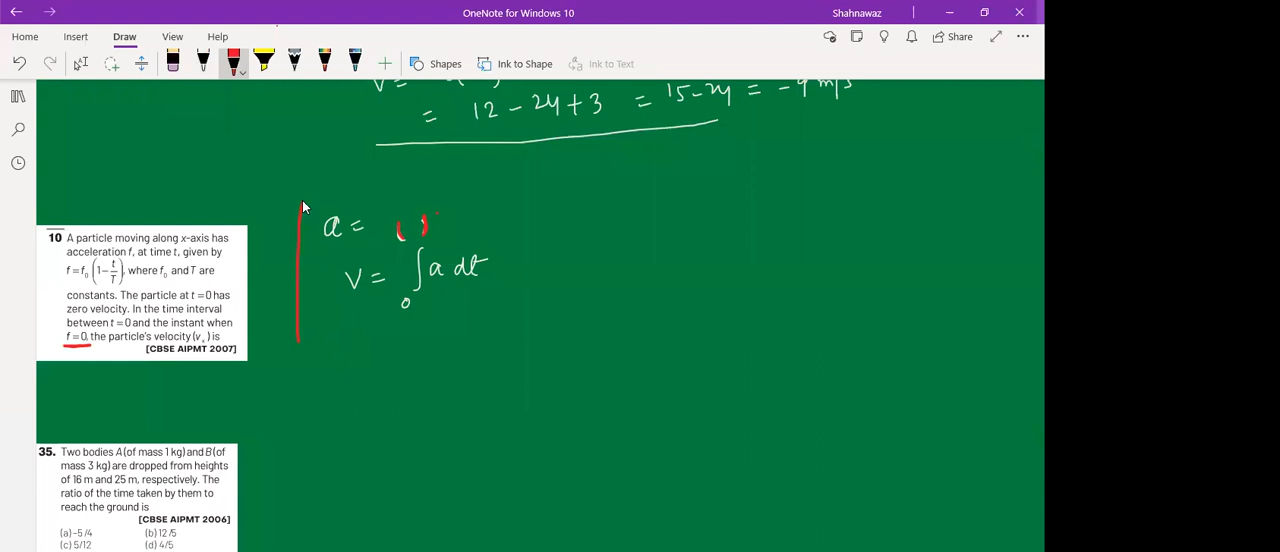 OneNote for Windows 10
Shahnawaz
Home Insert Draw View Help
Share
Shapes Ink to Shape Ink to Text
= 12 - 24 + 3 = 15 - 24 = - 9 m/s
a = ( )
v = ∫ a dt
0
10 A particle moving along x-axis has
acceleration f, at time t, given by
f = f₀ (1 - t/T), where f₀ and T are
constants. The particle at t = 0 has
zero velocity. In the time interval
between t = 0 and the instant when
f = 0, the particle's velocity (vₓ) is
[CBSE AIPMT 2007]
35. Two bodies A (of mass 1 kg) and B (of
mass 3 kg) are dropped from heights
of 16 m and 25 m, respectively. The
ratio of the time taken by them to
reach the ground is
[CBSE AIPMT 2006]
(a) -5/4 (b) 12/5
(c) 5/12 (d) 4/5